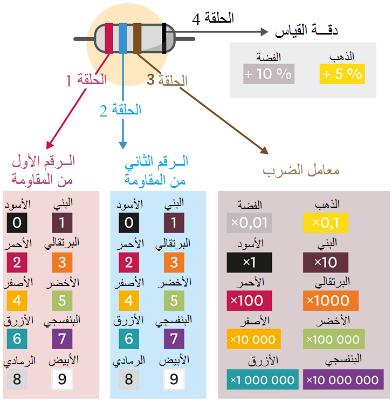 الحلقة 4
دقـــة القياس
الفضة
الذهب
+ 10 %
+ 5 %
الحلقة 1
الحلقة 2
الحلقة 3
الــرقم الأول
من المقاومة
الأسود
البني
0
1
الأحمر
البرتقالي
2
3
الأصفر
الأخضر
4
5
الأزرق
البنفسجي
6
7
الرمادي
الأبيض
8
9
الــرقم الثاني
من المقاومة
الأسود
البني
0
1
الأحمر
البرتقالي
2
3
الأصفر
الأخضر
4
5
الأزرق
البنفسجي
6
7
الرمادي
الأبيض
8
9
معامل الضرب
الفضة
الذهب
×0,01
×0,1
الأسود
البني
×1
×10
الأحمر
البرتقالي
×100
×1000
الأصفر
الأخضر
×10 000
×100 000
الأزرق
البنفسجي
×1 000 000
×10 000 000